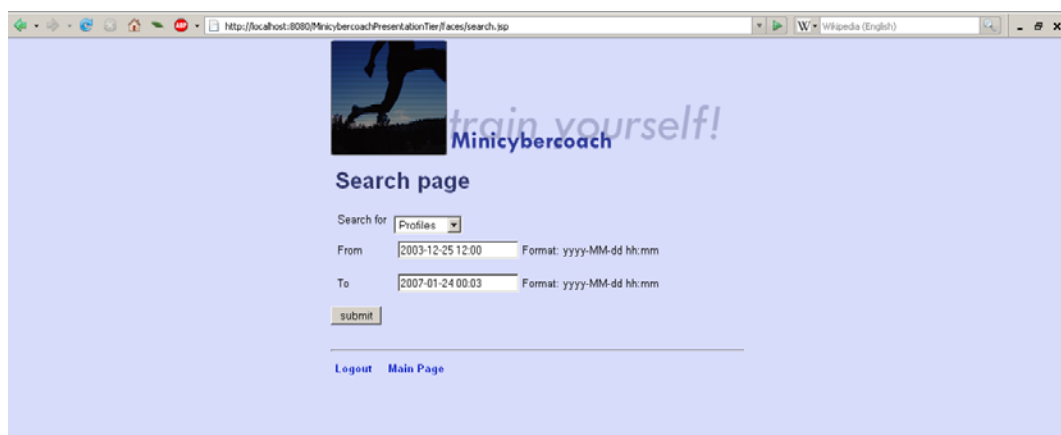 http://localhost:8080/MinicybercoachPresentationTier/faces/search.jsp
W Wikipedia (English)
train yourself!
Minicybercoach
Search page
Search for Profiles
From 2003-12-25 12:00 Format: yyyy-MM-dd hh:mm
To 2007-01-24 00:03 Format: yyyy-MM-dd hh:mm
submit
Logout Main Page